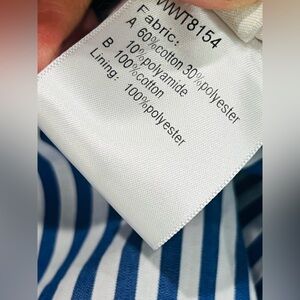 WWT8154
Fabric:
A 60%cotton 30%polyester
10%polyamide
B 100%cotton
Lining:
100%polyester